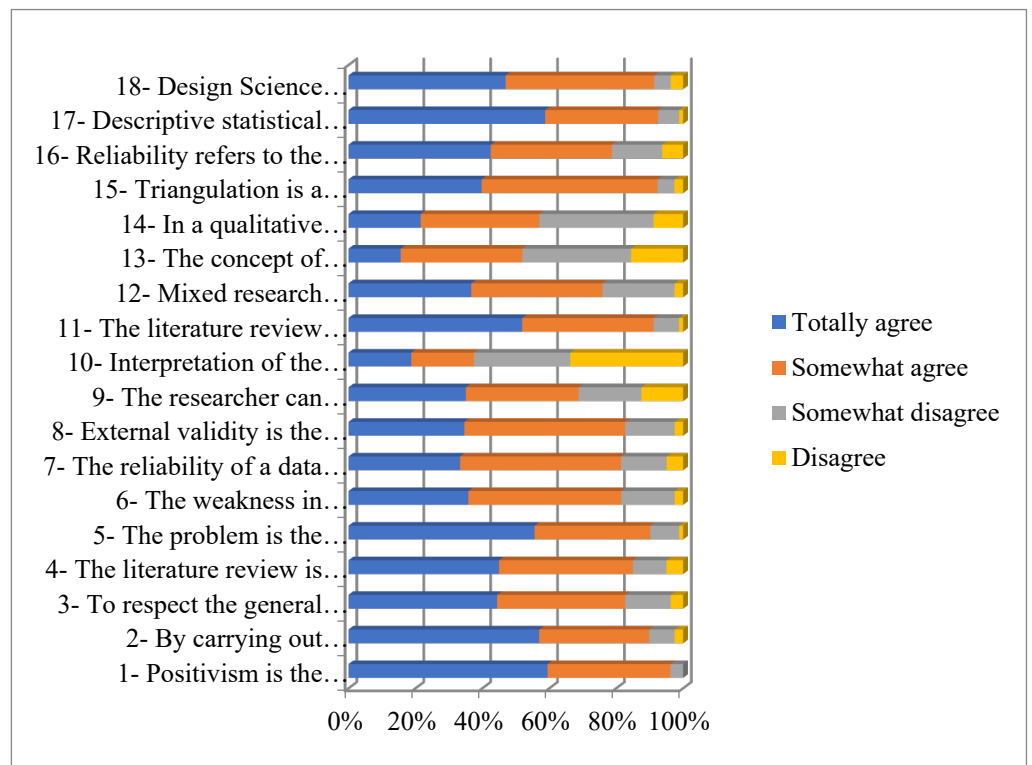 18- Design Science…
17- Descriptive statistical…
16- Reliability refers to the…
15- Triangulation is a…
14- In a qualitative…
13- The concept of…
12- Mixed research…
11- The literature review…
10- Interpretation of the…
9- The researcher can…
8- External validity is the…
7- The reliability of a data…
6- The weakness in…
5- The problem is the…
4- The literature review is…
3- To respect the general…
2- By carrying out…
1- Positivism is the…
0% 20% 40% 60% 80% 100%
Totally agree
Somewhat agree
Somewhat disagree
Disagree